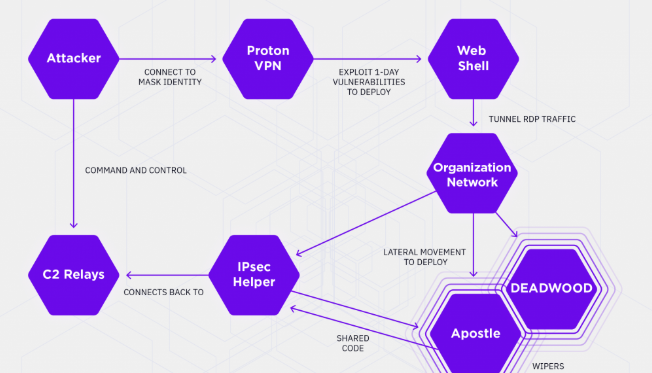 Attacker
Proton
VPN
Web
Shell
CONNECT TO
MASK IDENTITY
EXPLOIT 1-DAY
VULNERABILITIES
TO DEPLOY
TUNNEL RDP TRAFFIC
COMMAND AND CONTROL
Organization
Network
LATERAL MOVEMENT
TO DEPLOY
C2 Relays
CONNECTS BACK TO
IPsec
Helper
DEADWOOD
SHARED
CODE
Apostle
WIPERS